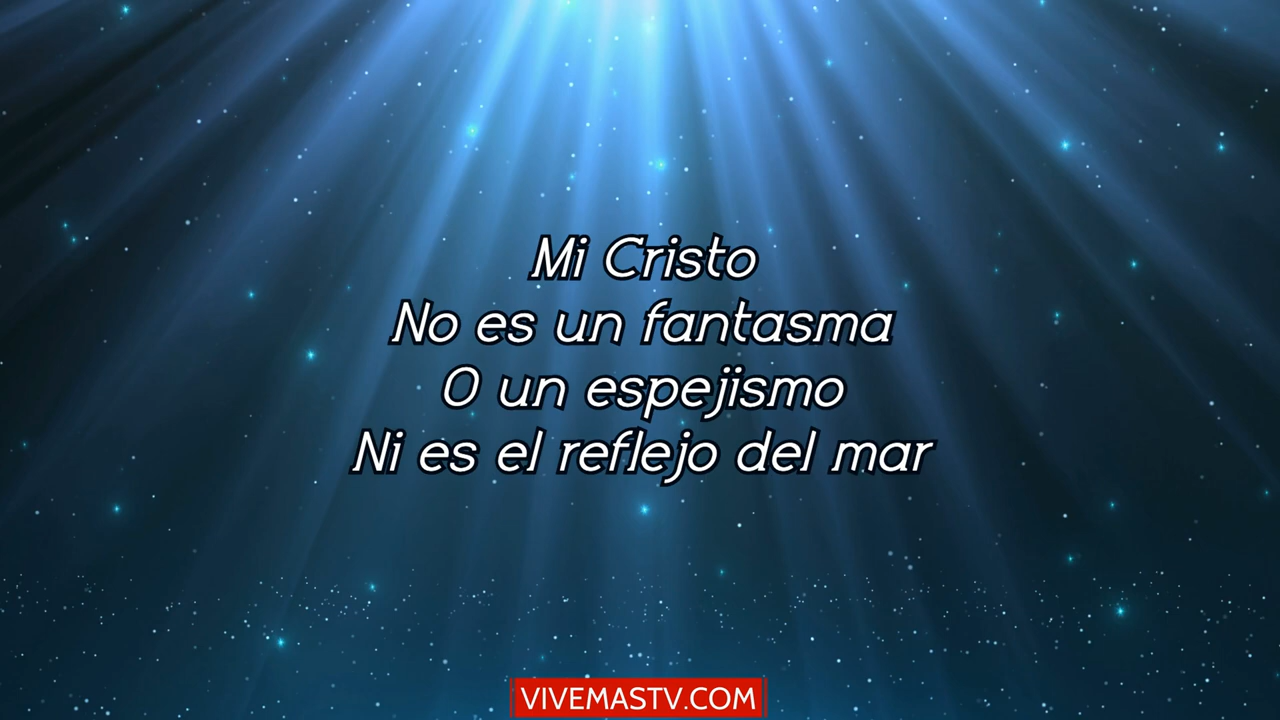 Mi Cristo
No es un fantasma
O un espejismo
Ni es el reflejo del mar
VIVEMASTV.COM